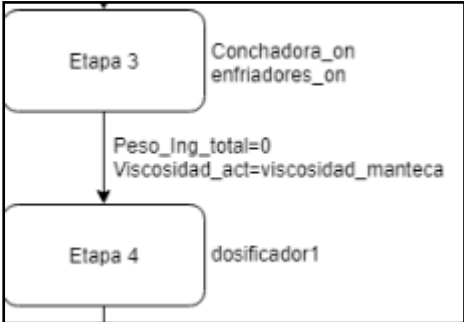 Etapa 3
Conchadora_on
enfriadores_on
Peso_Ing_total=0
Viscosidad_act=viscosidad_manteca
Etapa 4
dosificador1